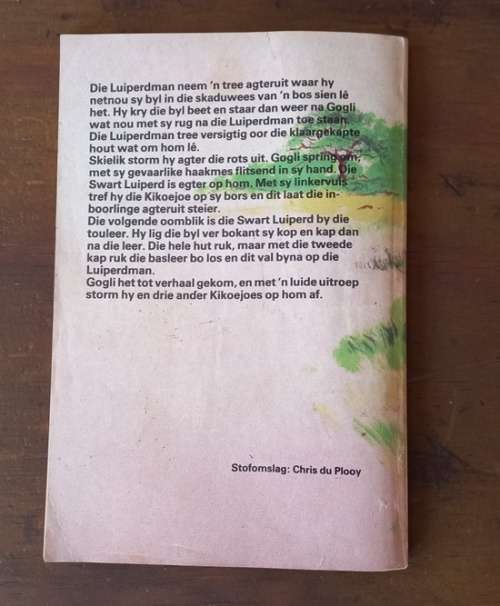 Die Luiperdman neem 'n tree agteruit waar hy
netnou sy byl in die skaduwees van 'n bos sien lê
het. Hy kry die byl beet en staar dan weer na Gogli
wat nou met sy rug na die Luiperdman toe staan.
Die Luiperdman tree versigtig oor die klaargekapte
hout wat om hom lê.
Skielik storm hy agter die rots uit. Gogli spring om,
met sy gevaarlike haakmes flitsend in sy hand. Die
Swart Luiperd is egter op hom. Met sy linkervuis
tref hy die Kikoejoe op sy bors en dit laat die in-
boorlinge agteruit steier.
Die volgende oomblik is die Swart Luiperd by die
touleer. Hy lig die byl ver bokant sy kop en kap dan
na die leer. Die hele hut ruk, maar met die tweede
kap ruk die basleer bo los en dit val byna op die
Luiperdman.
Gogli het tot verhaal gekom, en met 'n luide uitroep
storm hy en drie ander Kikoejoes op hom af.
Stofomslag: Chris du Plooy